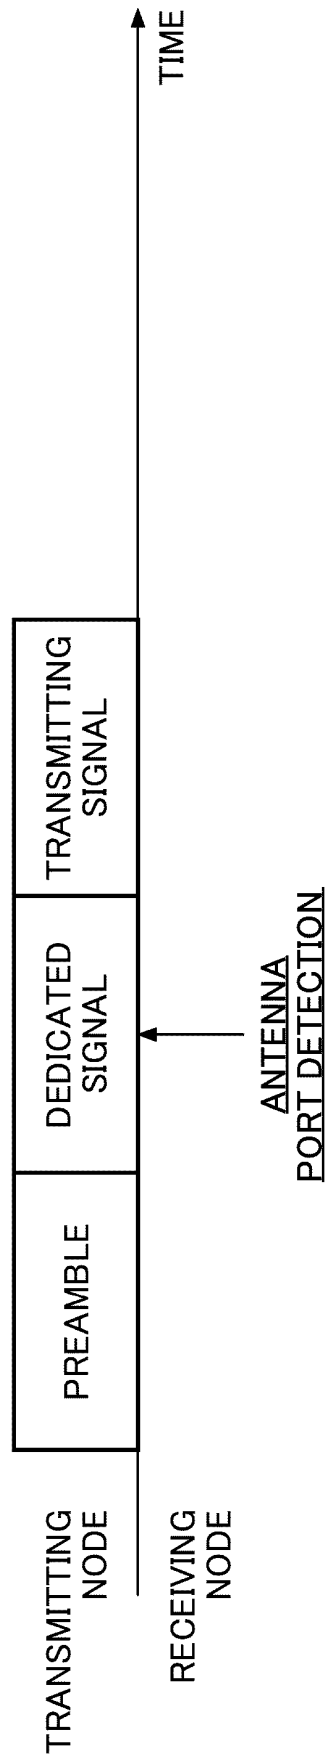 TRANSMITTING
NODE
PREAMBLE
DEDICATED
SIGNAL
TRANSMITTING
SIGNAL
TIME
RECEIVING
NODE
ANTENNA
PORT DETECTION